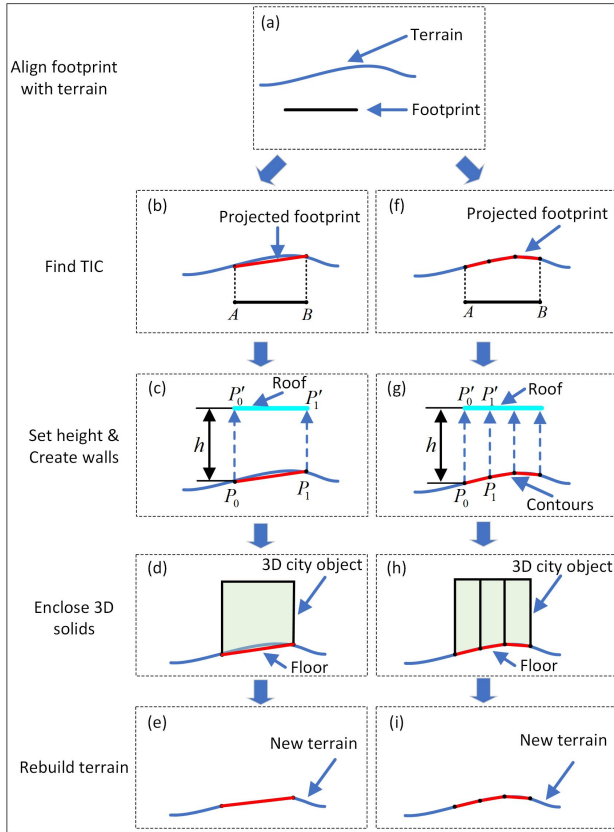 (a)
Terrain
Align footprint
with terrain
Footprint
(b)
Projected footprint
(f)
Projected footprint
Find TIC
A
B
A
B
(c)
P'0
Roof
P'1
(g)
P'0
P'1
Roof
Set height &
Create walls
h
P0
P1
h
P0
P1
Contours
(d)
3D city object
(h)
3D city object
Enclose 3D
solids
Floor
Floor
(e)
New terrain
(i)
New terrain
Rebuild terrain